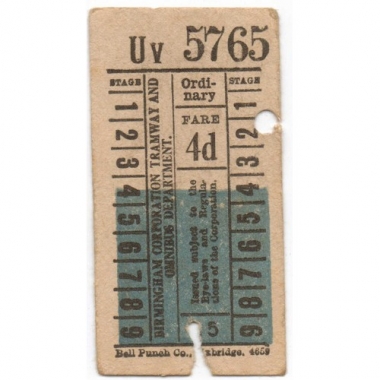 Uv 5765
STAGE
1 2 3 4 5 6 7 8 9
BIRMINGHAM CORPORATION TRAMWAY AND
OMNIBUS DEPARTMENT.
Ordi-
nary
FARE
4d
Issued subject to the
Bye-laws and Regula-
tions of the Corporation.
5
STAGE
1 2 3 4 5 6 7 8 9
Bell Punch Co., 4659